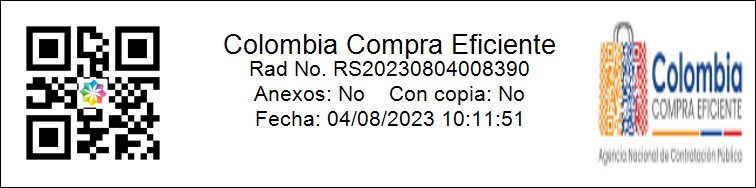 Colombia Compra Eficiente
Rad No. RS20230804008390
Anexos: No Con copia: No
Fecha: 04/08/2023 10:11:51
Colombia
COMPRA EFICIENTE
Agencia Nacional de Contratación Pública